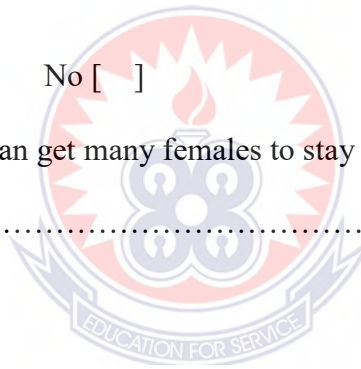 No [ ]
an get many females to stay
......................................
EDUCATION FOR SERVICE